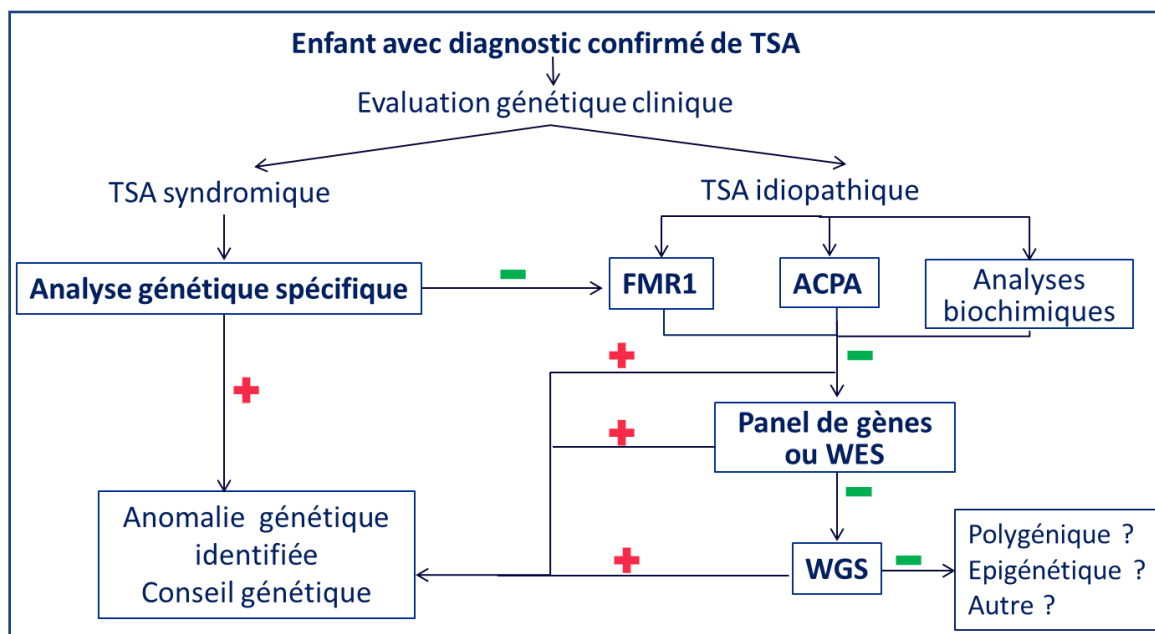 Enfant avec diagnostic confirmé de TSA
Evaluation génétique clinique
TSA syndromique
TSA idiopathique
Analyse génétique spécifique
-
FMR1
ACPA
Analyses
biochimiques
+
+
-
+
Panel de gènes
ou WES
-
Anomalie génétique
identifiée
Conseil génétique
+
WGS
-
Polygénique ?
Epigénétique ?
Autre ?